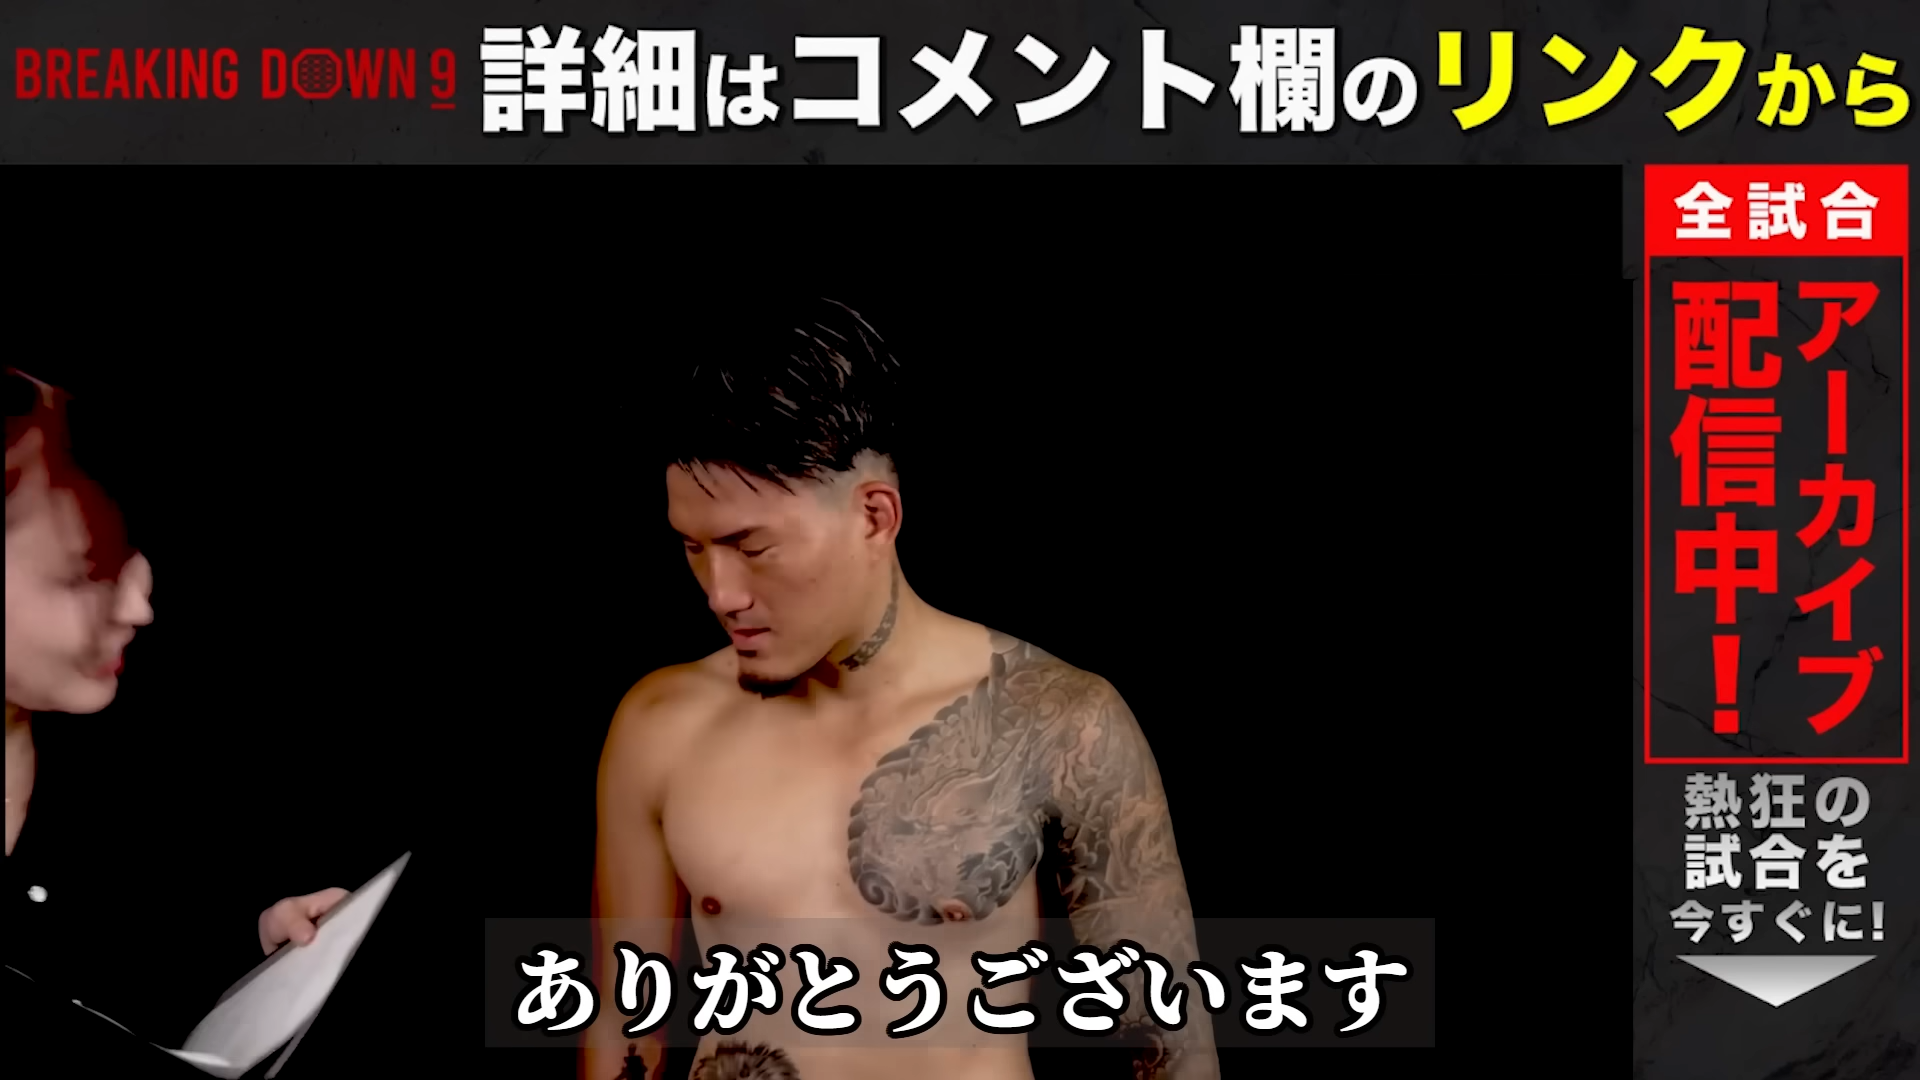 BREAKING DOWN 9 詳細はコメント欄のリンクから
全試合
アーカイブ
配信中!
熱狂の
試合を
今すぐに!
ありがとうございます